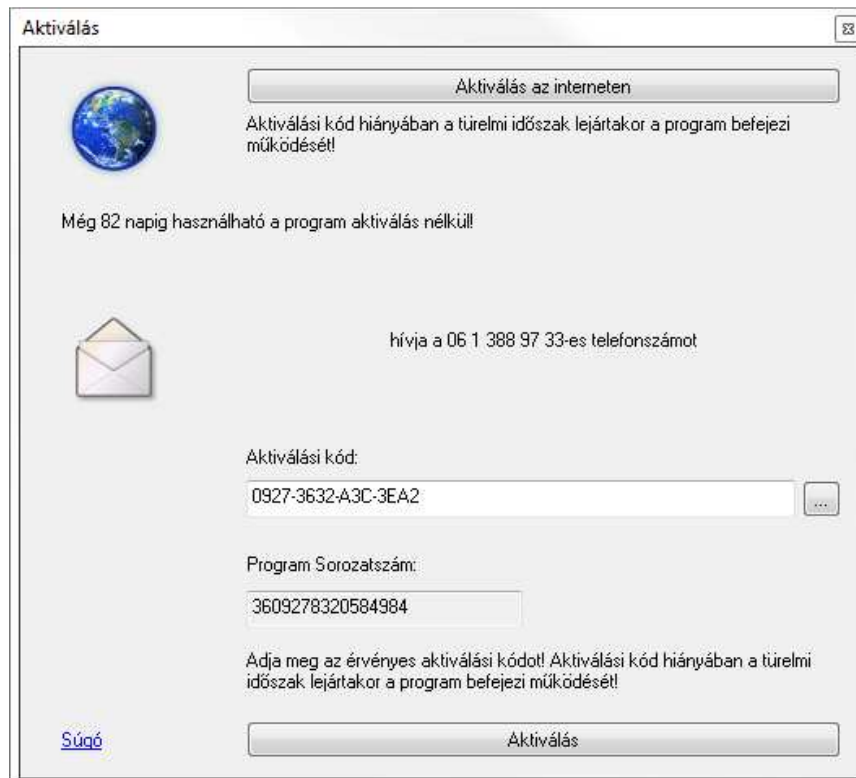 Aktiválás
Aktiválás az interneten
Aktiválási kód hiányában a türelmi időszak lejártakor a program befejezi
működését!
Még 82 napig használható a program aktiválás nélkül!
hívja a 06 1 388 97 33-es telefonszámot
Aktiválási kód:
0927-3632-A3C-3EA2
...
Program Sorozatszám:
3609278320584984
Adja meg az érvényes aktiválási kódot! Aktiválási kód hiányában a türelmi
időszak lejártakor a program befejezi működését!
Súgó
Aktiválás